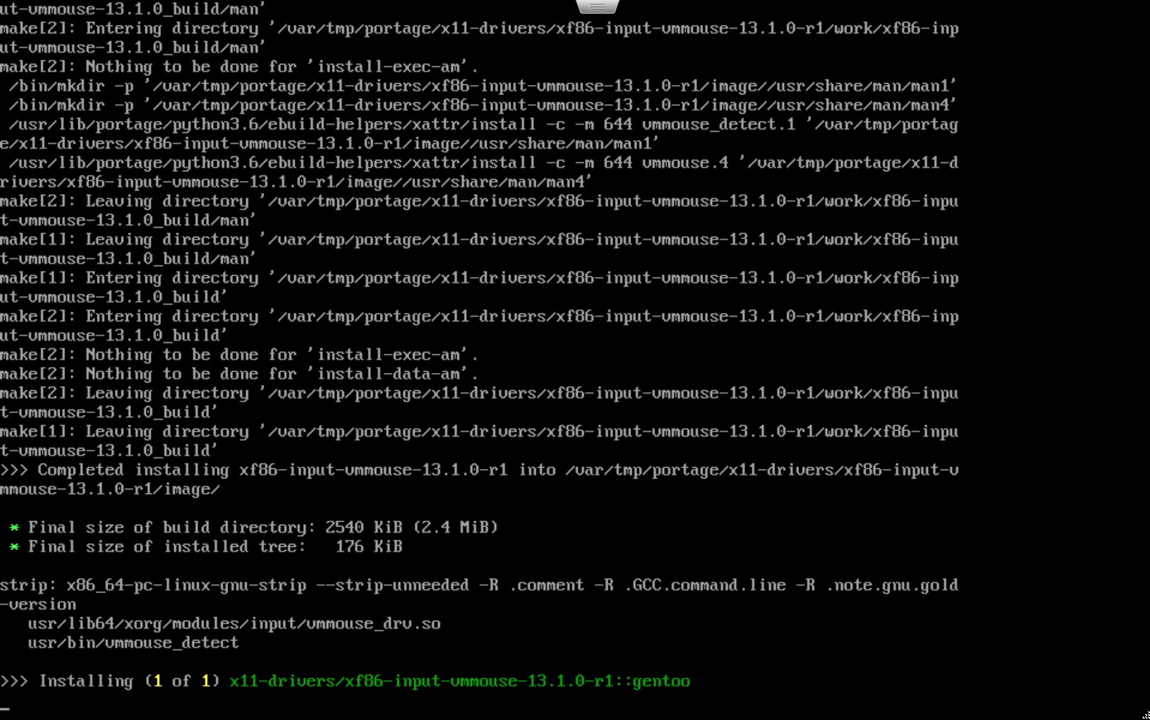 ut-vmmouse-13.1.0_build/man'
make[2]: Entering directory '/var/tmp/portage/x11-drivers/xf86-input-vmmouse-13.1.0-r1/work/xf86-inp
ut-vmmouse-13.1.0_build/man'
make[2]: Nothing to be done for 'install-exec-am'.
 /bin/mkdir -p '/var/tmp/portage/x11-drivers/xf86-input-vmmouse-13.1.0-r1/image//usr/share/man/man1'
 /bin/mkdir -p '/var/tmp/portage/x11-drivers/xf86-input-vmmouse-13.1.0-r1/image//usr/share/man/man4'
 /usr/lib/portage/python3.6/ebuild-helpers/xattr/install -c -m 644 vmmouse_detect.1 '/var/tmp/portag
e/x11-drivers/xf86-input-vmmouse-13.1.0-r1/image//usr/share/man/man1'
 /usr/lib/portage/python3.6/ebuild-helpers/xattr/install -c -m 644 vmmouse.4 '/var/tmp/portage/x11-d
rivers/xf86-input-vmmouse-13.1.0-r1/image//usr/share/man/man4'
make[2]: Leaving directory '/var/tmp/portage/x11-drivers/xf86-input-vmmouse-13.1.0-r1/work/xf86-inpu
t-vmmouse-13.1.0_build/man'
make[1]: Leaving directory '/var/tmp/portage/x11-drivers/xf86-input-vmmouse-13.1.0-r1/work/xf86-inpu
t-vmmouse-13.1.0_build/man'
make[1]: Entering directory '/var/tmp/portage/x11-drivers/xf86-input-vmmouse-13.1.0-r1/work/xf86-inp
ut-vmmouse-13.1.0_build'
make[2]: Entering directory '/var/tmp/portage/x11-drivers/xf86-input-vmmouse-13.1.0-r1/work/xf86-inp
ut-vmmouse-13.1.0_build'
make[2]: Nothing to be done for 'install-exec-am'.
make[2]: Nothing to be done for 'install-data-am'.
make[2]: Leaving directory '/var/tmp/portage/x11-drivers/xf86-input-vmmouse-13.1.0-r1/work/xf86-inpu
t-vmmouse-13.1.0_build'
make[1]: Leaving directory '/var/tmp/portage/x11-drivers/xf86-input-vmmouse-13.1.0-r1/work/xf86-inpu
t-vmmouse-13.1.0_build'
>>> Completed installing xf86-input-vmmouse-13.1.0-r1 into /var/tmp/portage/x11-drivers/xf86-input-v
mmouse-13.1.0-r1/image/
 * Final size of build directory: 2540 KiB (2.4 MiB)
 * Final size of installed tree:   176 KiB
strip: x86_64-pc-linux-gnu-strip --strip-unneeded -R .comment -R .GCC.command.line -R .note.gnu.gold
-version
   usr/lib64/xorg/modules/input/vmmouse_drv.so
   usr/bin/vmmouse_detect
>>> Installing (1 of 1) x11-drivers/xf86-input-vmmouse-13.1.0-r1::gentoo